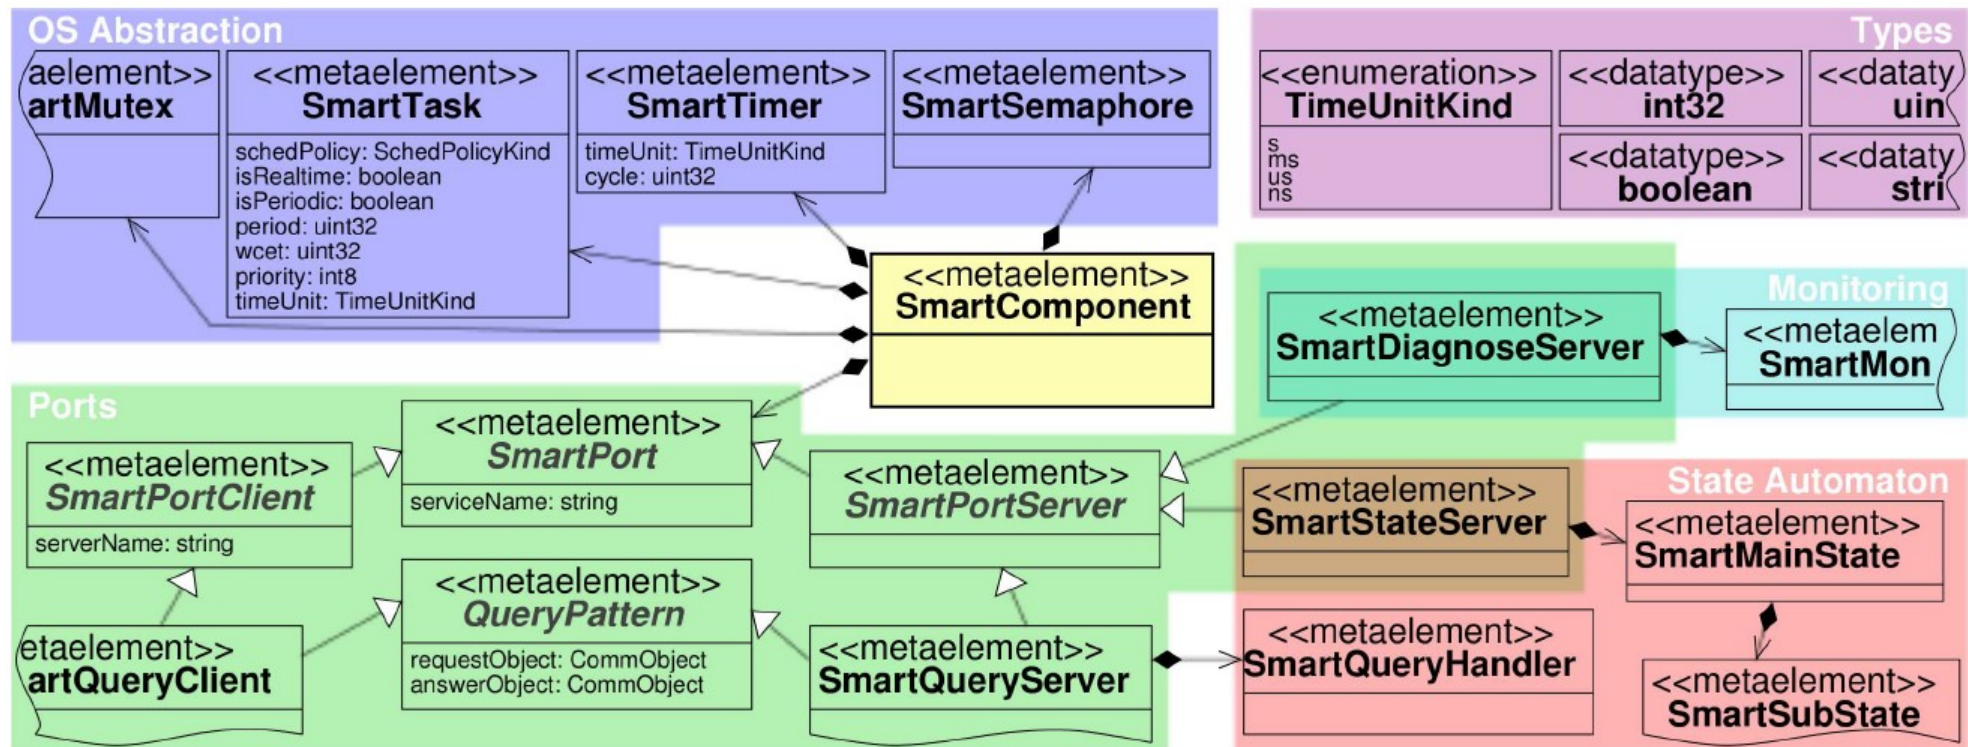 OS Abstraction
aelement>>
artMutex
<<metaelement>>
SmartTask
schedPolicy: SchedPolicyKind
isRealtime: boolean
isPeriodic: boolean
period: uint32
wcet: uint32
priority: int8
timeUnit: TimeUnitKind
<<metaelement>>
SmartTimer
timeUnit: TimeUnitKind
cycle: uint32
<<metaelement>>
SmartSemaphore
Types
<<enumeration>>
TimeUnitKind
s
ms
us
ns
<<datatype>>
int32
<<dataty
uin
<<datatype>>
boolean
<<dataty
stri
<<metaelement>>
SmartComponent
Monitoring
<<metaelement>>
SmartDiagnoseServer
<<metaelem
SmartMon
Ports
<<metaelement>>
SmartPortClient
serverName: string
<<metaelement>>
SmartPort
serviceName: string
<<metaelement>>
SmartPortServer
State Automaton
<<metaelement>>
SmartStateServer
<<metaelement>>
SmartMainState
etaelement>>
artQueryClient
<<metaelement>>
QueryPattern
requestObject: CommObject
answerObject: CommObject
<<metaelement>>
SmartQueryServer
<<metaelement>>
SmartQueryHandler
<<metaelement>>
SmartSubState